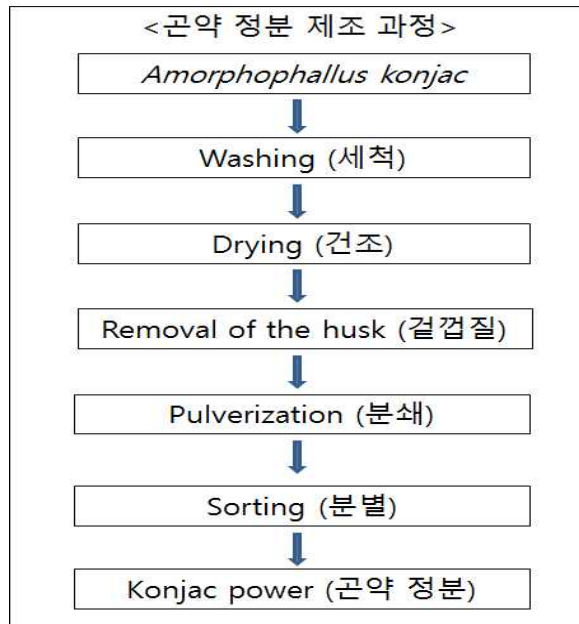 <곤약 정분 제조 과정>
Amorphophallus konjac
Washing (세척)
Drying (건조)
Removal of the husk (겉껍질)
Pulverization (분쇄)
Sorting (분별)
Konjac power (곤약 정분)